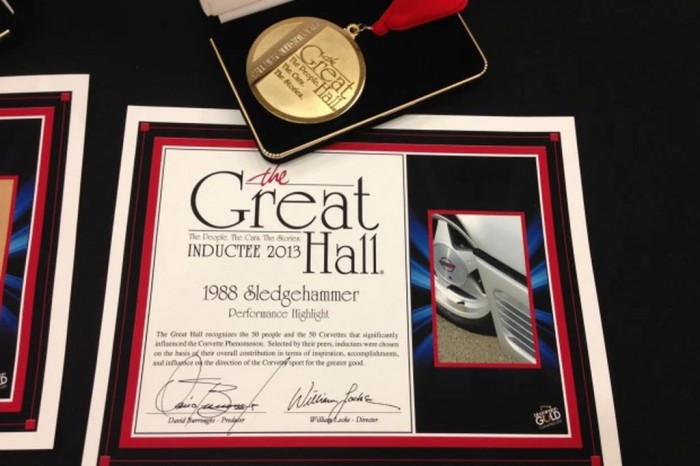 the
Great
The People. The Cars.
The Stories.
Hall
the
Great
The People. The Cars. The Stories.
Hall
INDUCTEE 2013
1988 Sledgehammer
Performance Highlight
The Great Hall recognizes the 50 people and the 50 Corvettes that significantly
influenced the Corvette Phenomenon. Selected by their peers, inductees were chosen
on the basis of their overall contribution in terms of inspiration, accomplishments,
and influence on the direction of the Corvette sport for the greater good.
David Burroughs - Producer
William Locke - Director
GOLD